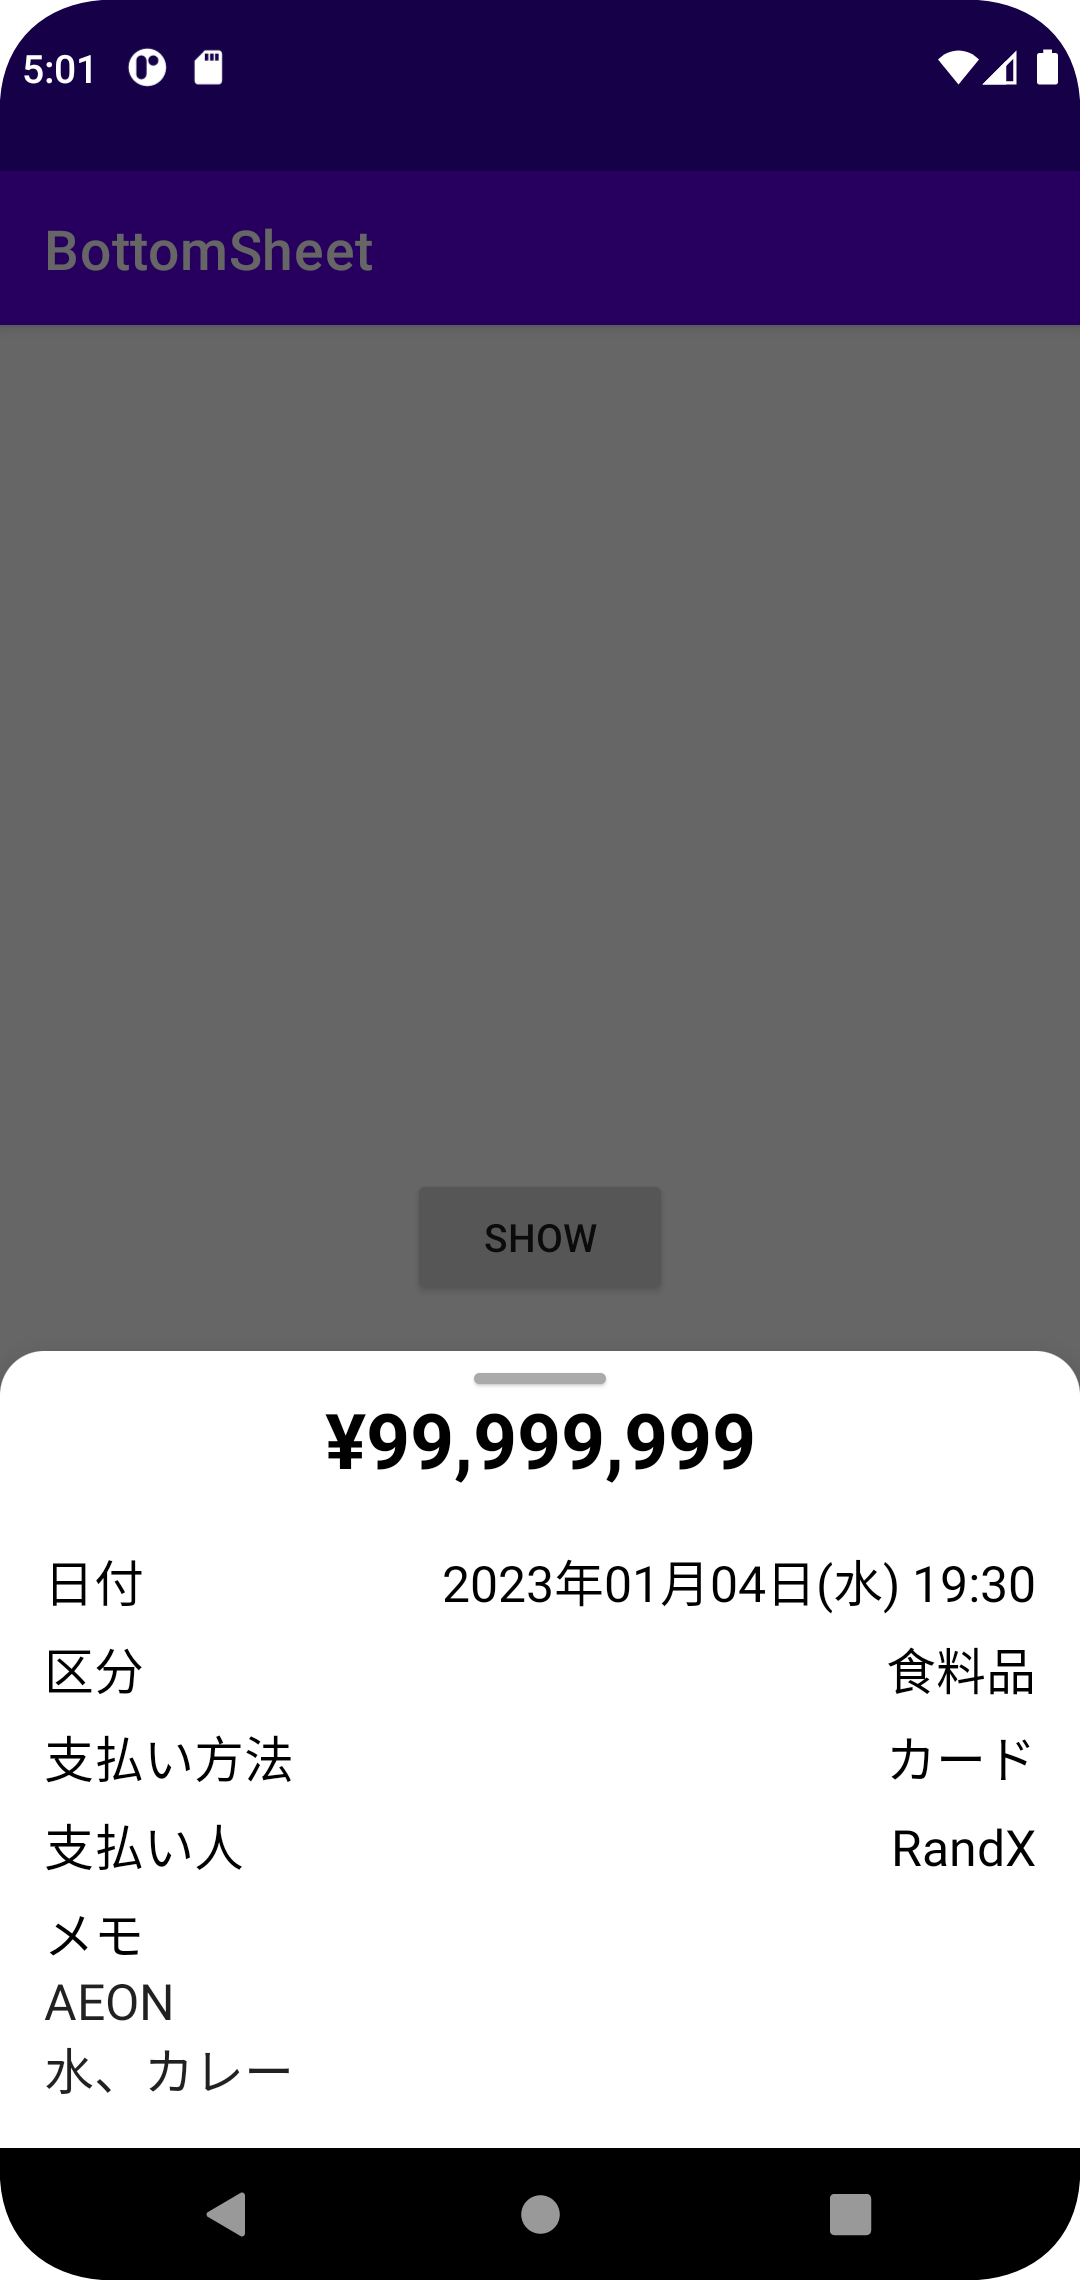 5:01
BottomSheet
SHOW
¥99,999,999
日付 2023年01月04日(水) 19:30
区分 食料品
支払い方法 カード
支払い人 RandX
メモ
AEON
水、カレー